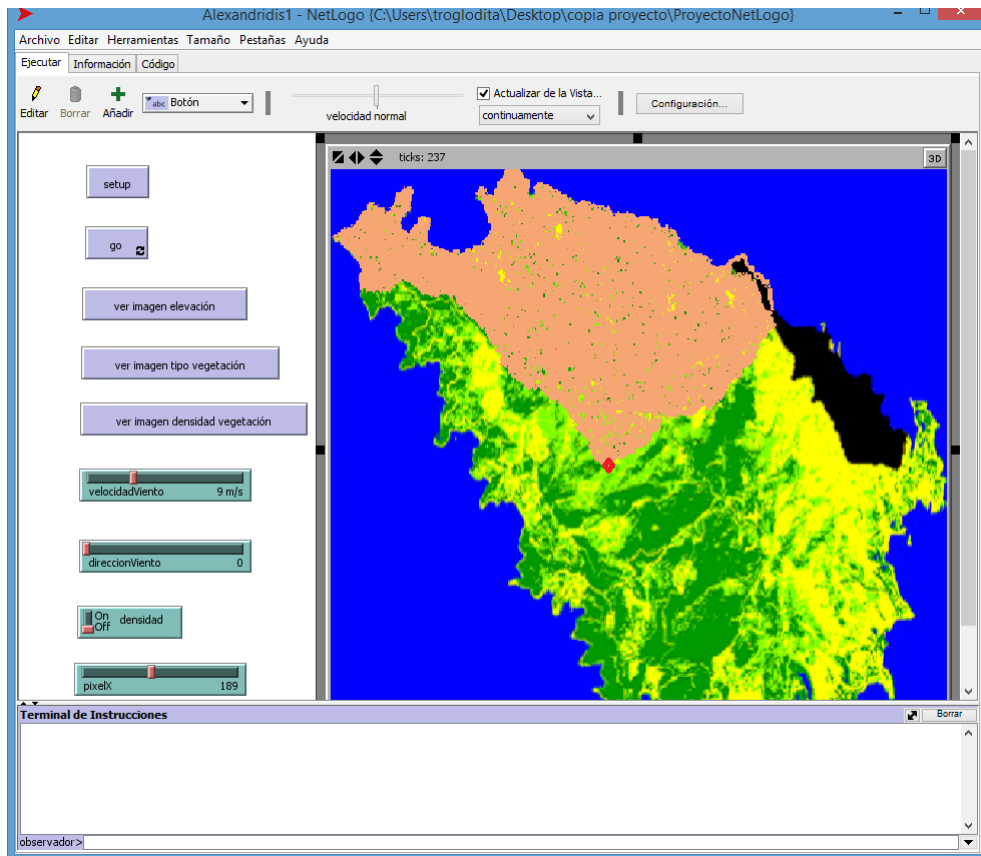 Alexandridis1 - NetLogo {C:\Users\troglodita\Desktop\copia proyecto\ProyectoNetLogo}
Archivo Editar Herramientas Tamaño Pestañas Ayuda
Ejecutar Información Código
Editar Borrar Añadir abc Botón velocidad normal Actualizar de la Vista... continuamente Configuración...
ticks: 237 3D
setup
go
ver imagen elevación
ver imagen tipo vegetación
ver imagen densidad vegetación
velocidadViento 9 m/s
direccionViento 0
On
Off densidad
pixelX 189
Terminal de Instrucciones Borrar
observador>